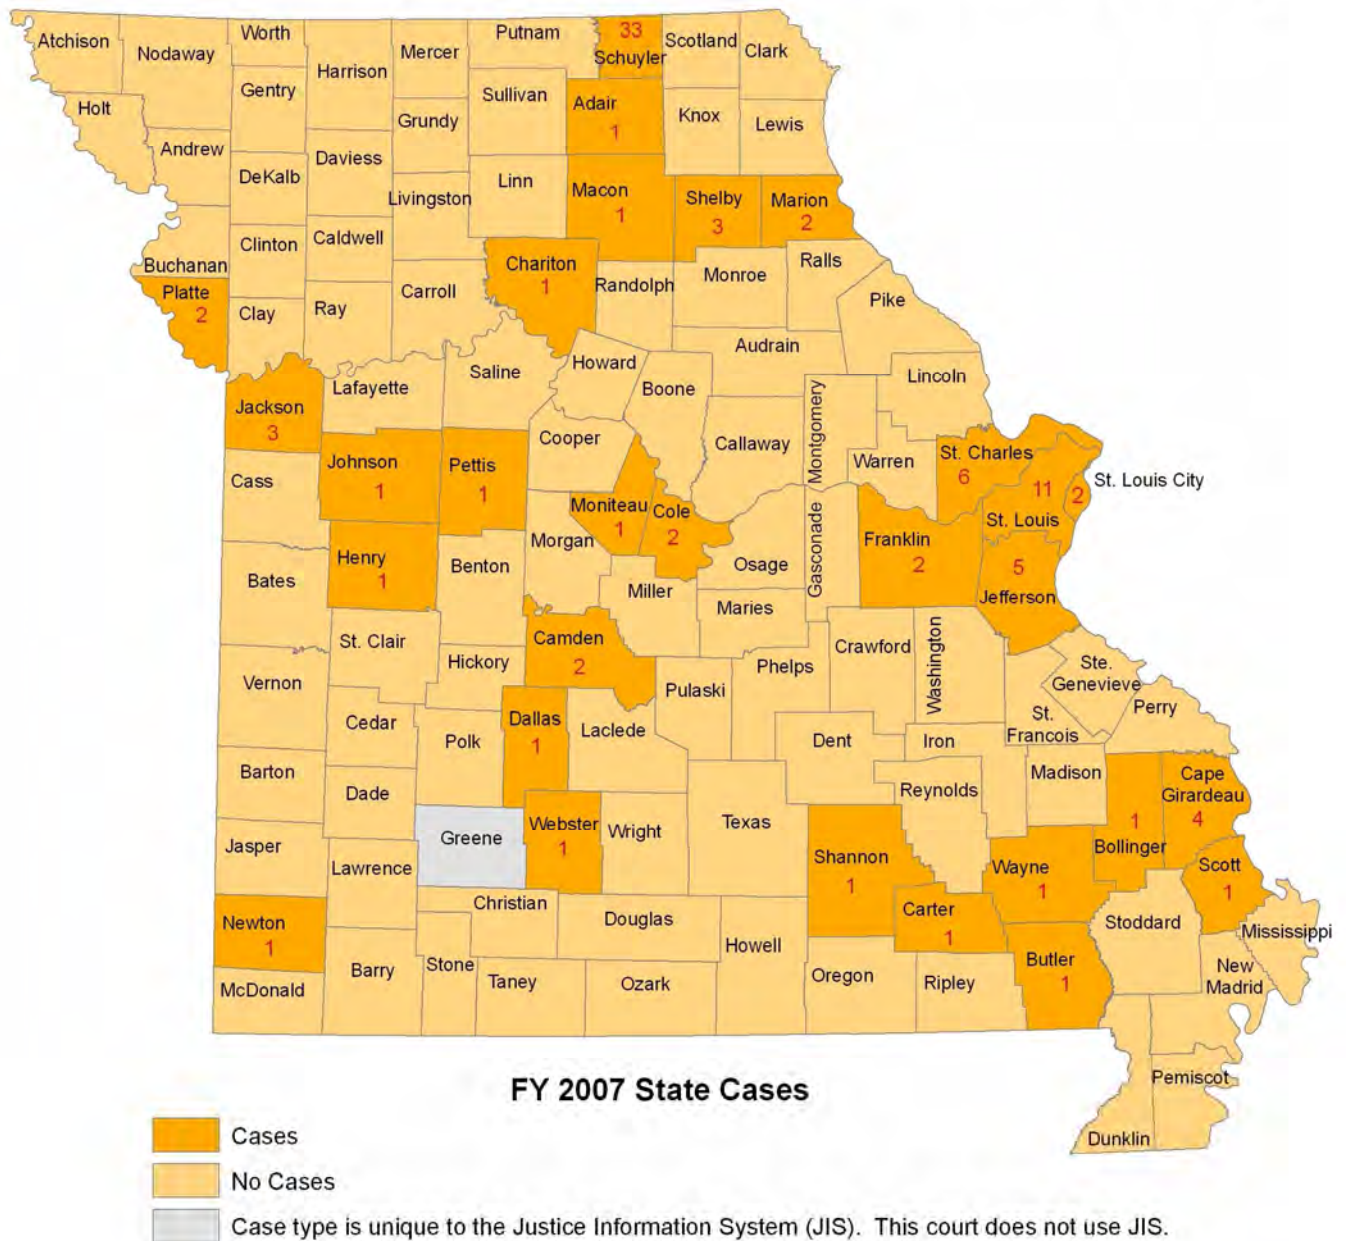 Atchison
Nodaway
Worth
Harrison
Mercer
Putnam
33
Schuyler
Scotland
Clark
Holt
Gentry
Sullivan
Adair
1
Knox
Lewis
Grundy
Andrew
DeKalb
Daviess
Livingston
Linn
Macon
1
Shelby
3
Marion
2
Buchanan
Clinton
Caldwell
Chariton
1
Randolph
Monroe
Ralls
Platte
2
Clay
Ray
Carroll
Pike
Audrain
Howard
Saline
Lafayette
Boone
Lincoln
Jackson
3
Cooper
Callaway
Montgomery
Warren
St. Charles
6
11
St. Louis
2
St. Louis City
Johnson
1
Pettis
1
Cass
Moniteau
1
Cole
2
Morgan
Gasconade
Franklin
2
5
Jefferson
Henry
1
Benton
Bates
Miller
Osage
Maries
St. Clair
Camden
2
Hickory
Vernon
Pulaski
Phelps
Crawford
Washington
Ste.
Genevieve
Perry
St.
Francois
Cedar
Polk
Dallas
1
Laclede
Dent
Iron
Barton
Dade
Madison
Reynolds
Cape
Girardeau
4
1
Bollinger
Greene
Webster
1
Wright
Texas
Jasper
Lawrence
Shannon
1
Wayne
1
Scott
1
Christian
Douglas
Carter
1
Stoddard
Mississippi
Newton
1
Howell
Butler
1
New
Madrid
McDonald
Barry
Stone
Taney
Ozark
Oregon
Ripley
Pemiscot
Dunklin
FY 2007 State Cases
Cases
No Cases
Case type is unique to the Justice Information System (JIS).  This court does not use JIS.